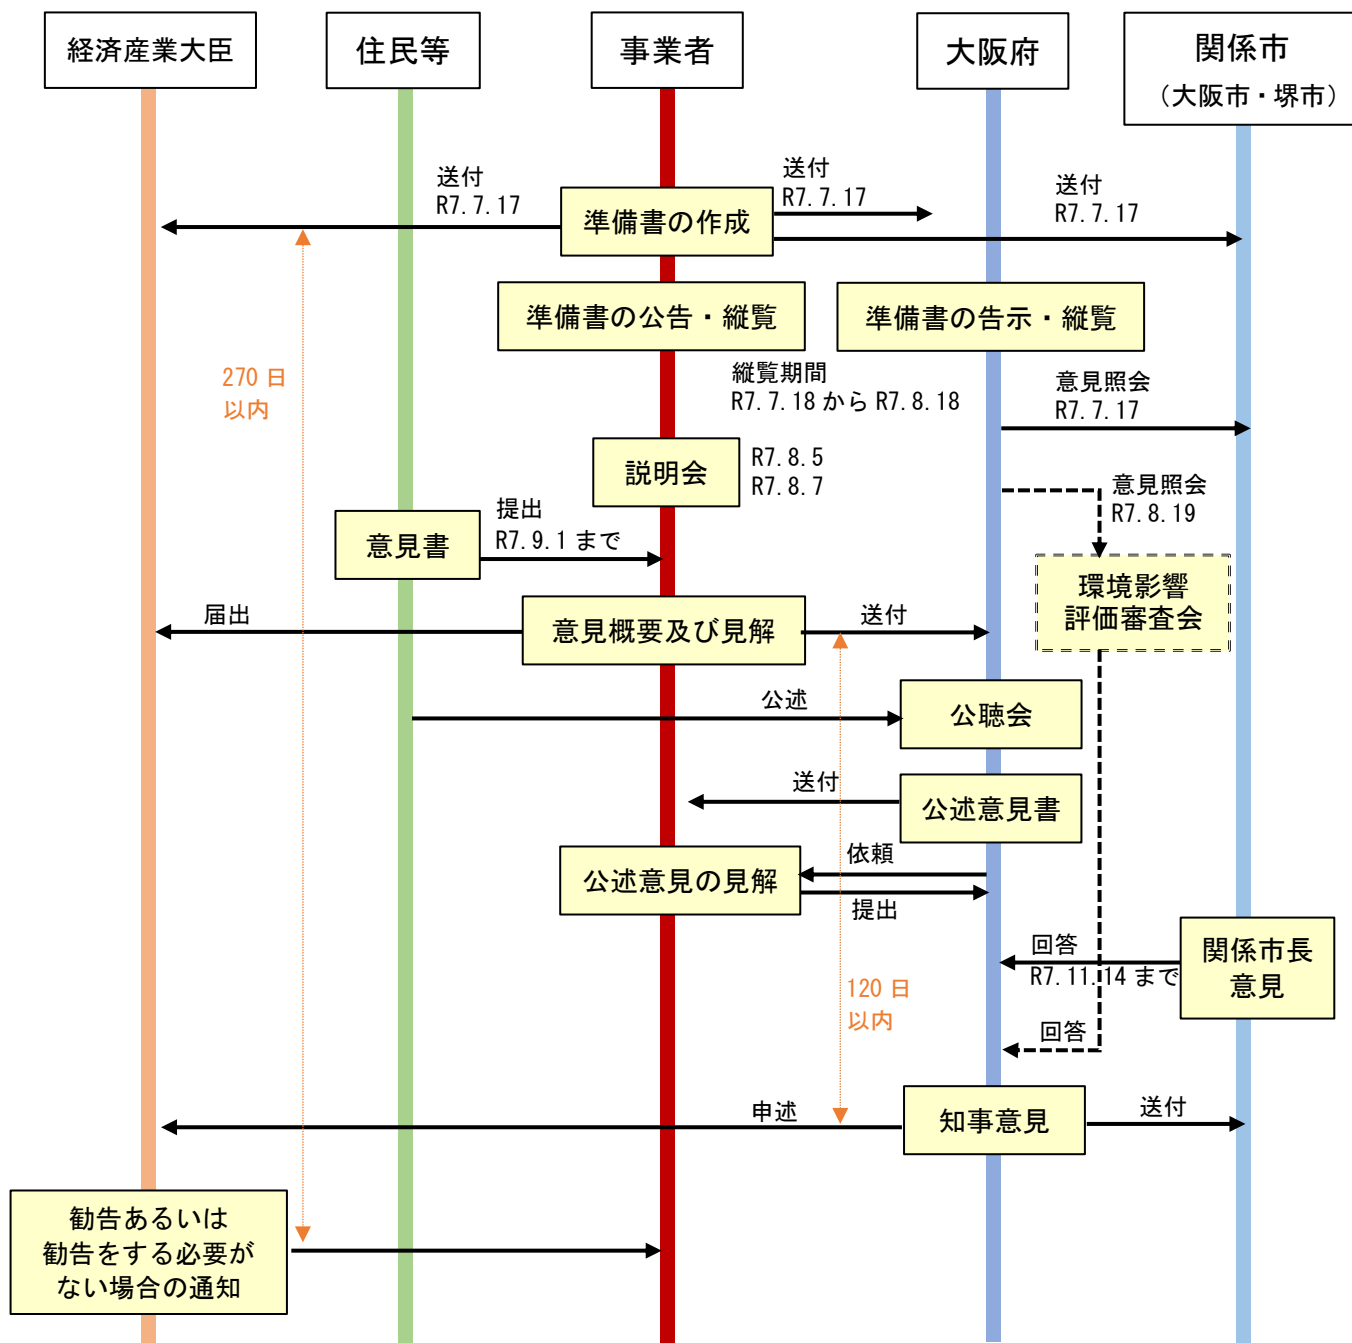 経済産業大臣
住民等
事業者
大阪府
関係市
（大阪市・堺市）
送付
R7.7.17
準備書の作成
送付
R7.7.17
送付
R7.7.17
準備書の公告・縦覧
準備書の告示・縦覧
270 日
以内
縦覧期間
R7.7.18 から R7.8.18
意見照会
R7.7.17
説明会
R7.8.5
R7.8.7
意見照会
R7.8.19
意見書
提出
R7.9.1 まで
環境影響
評価審査会
届出
意見概要及び見解
送付
公述
公聴会
送付
公述意見書
公述意見の見解
依頼
提出
回答
R7.11.14 まで
関係市長
意見
120 日
以内
回答
申述
知事意見
送付
勧告あるいは
勧告をする必要が
ない場合の通知